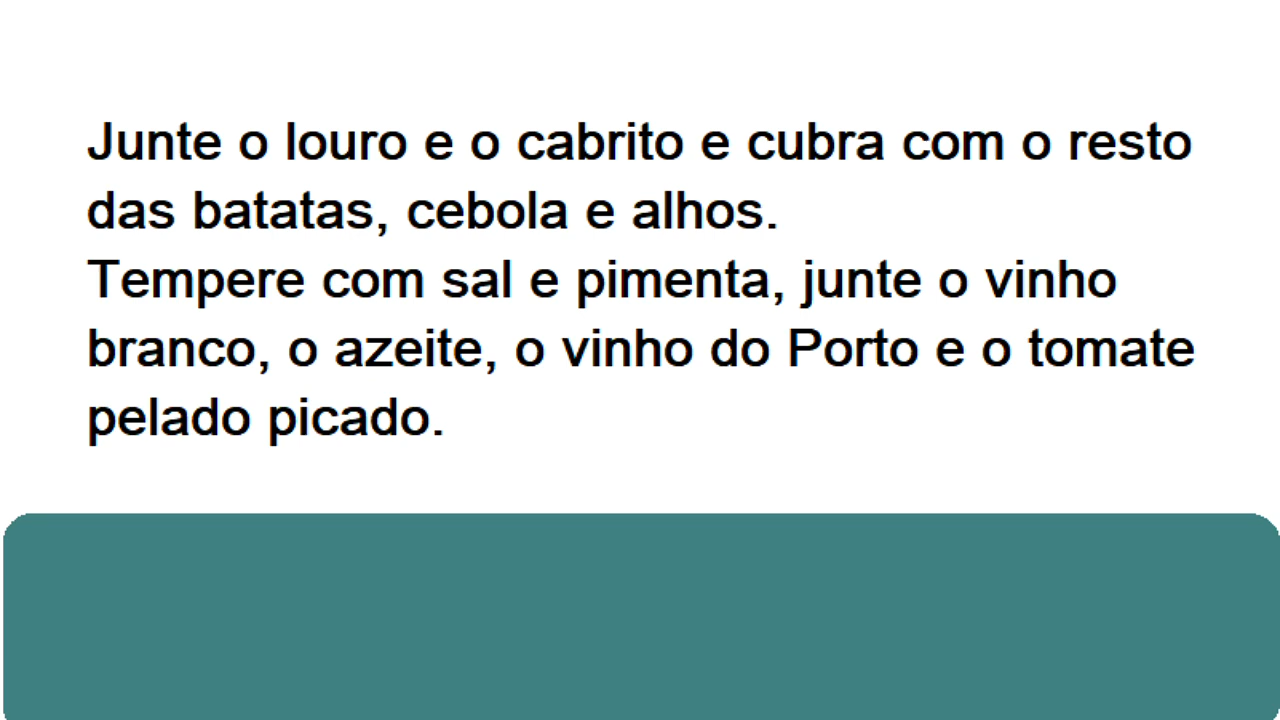 Junte o louro e o cabrito e cubra com o resto
das batatas, cebola e alhos.
Tempere com sal e pimenta, junte o vinho
branco, o azeite, o vinho do Porto e o tomate
pelado picado.